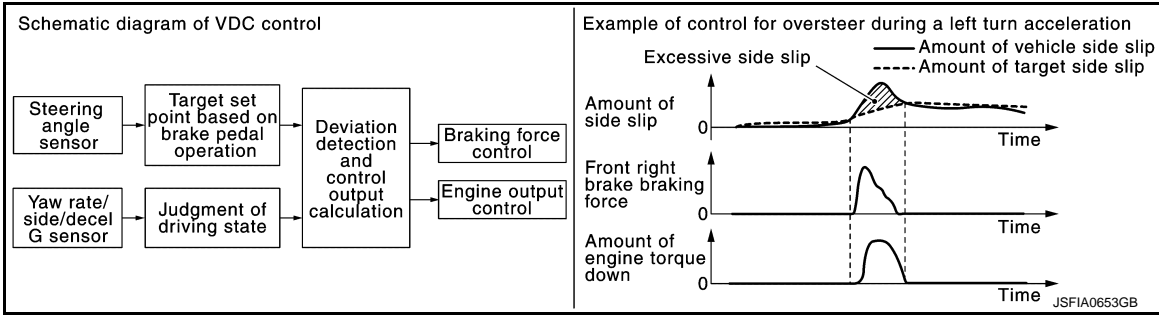 Schematic diagram of VDC control
Steering
angle
sensor
Target set
point based on
brake pedal
operation
Yaw rate/
side/decel
G sensor
Judgment of
driving state
Deviation
detection
and
control
output
calculation
Braking force
control
Engine output
control
Example of control for oversteer during a left turn acceleration
Excessive side slip
Amount of vehicle side slip
Amount of target side slip
Amount of
side slip
0
Time
Front right
brake braking
force
0
Time
Amount of
engine torque
down
0
Time
JSFIA0653GB